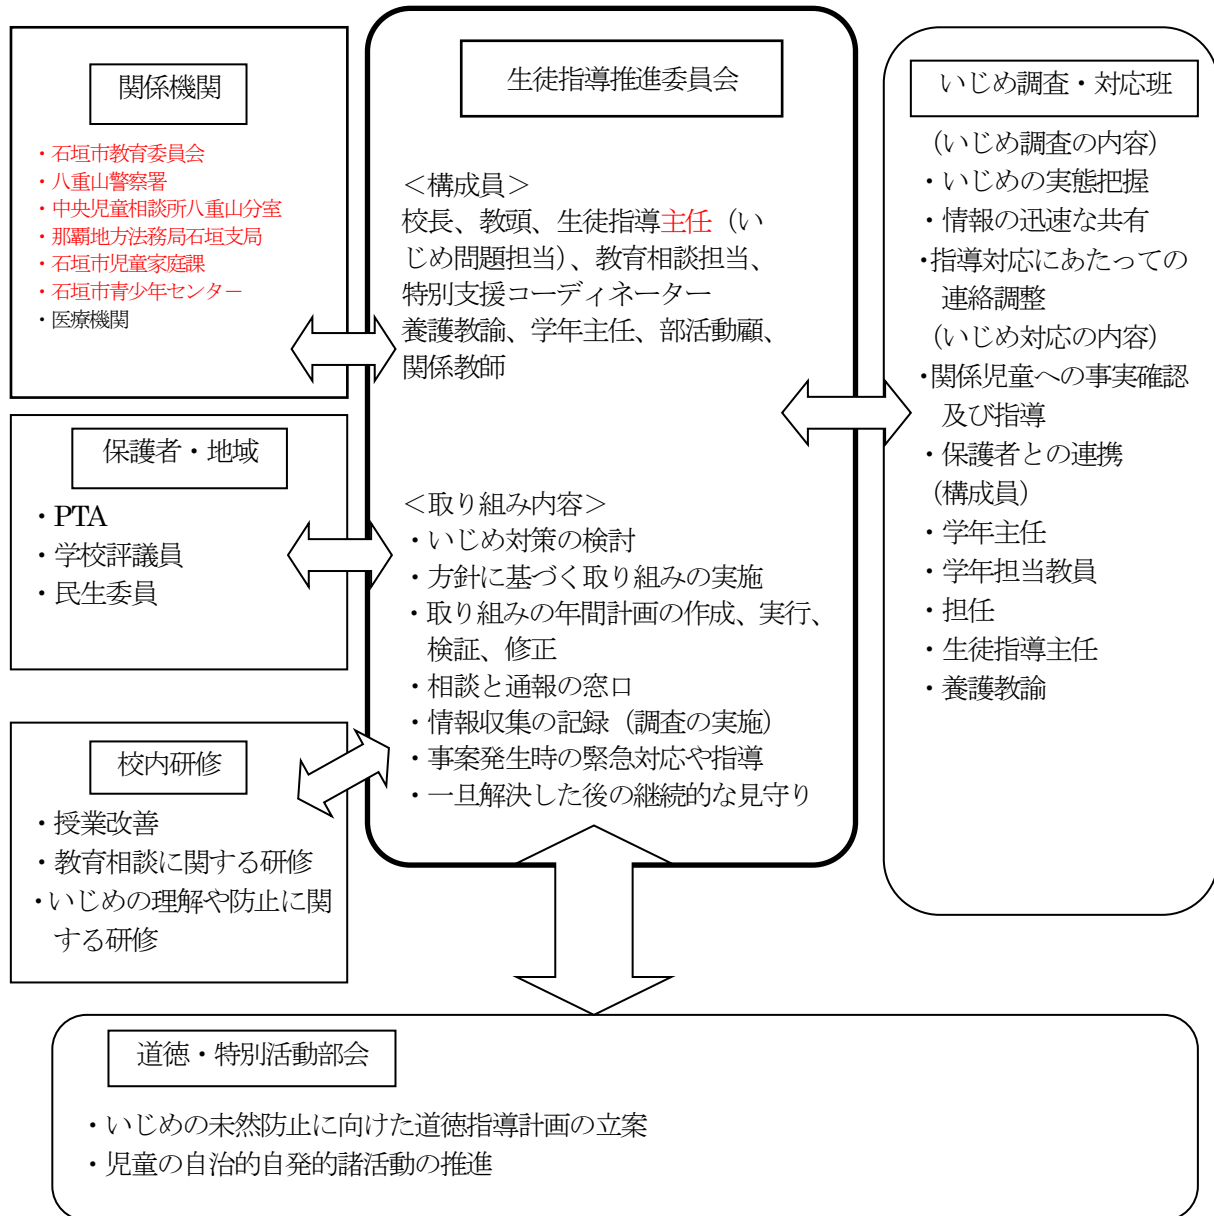 関係機関
・石垣市教育委員会
・八重山警察署
・中央児童相談所八重山分室
・那覇地方法務局石垣支局
・石垣市児童家庭課
・石垣市青少年センター
・医療機関
保護者・地域
・PTA
・学校評議員
・民生委員
校内研修
・授業改善
・教育相談に関する研修
・いじめの理解や防止に関
する研修
生徒指導推進委員会
＜構成員＞
校長、教頭、生徒指導主任（い
じめ問題担当）、教育相談担当、
特別支援コーディネーター
養護教諭、学年主任、部活動顧、
関係教師
＜取り組み内容＞
・いじめ対策の検討
・方針に基づく取り組みの実施
・取り組みの年間計画の作成、実行、
検証、修正
・相談と通報の窓口
・情報収集の記録（調査の実施）
・事案発生時の緊急対応や指導
・一旦解決した後の継続的な見守り
いじめ調査・対応班
（いじめ調査の内容）
・いじめの実態把握
・情報の迅速な共有
・指導対応にあたっての
連絡調整
（いじめ対応の内容）
・関係児童への事実確認
及び指導
・保護者との連携
（構成員）
・学年主任
・学年担当教員
・担任
・生徒指導主任
・養護教諭
道徳・特別活動部会
・いじめの未然防止に向けた道徳指導計画の立案
・児童の自治的自発的諸活動の推進